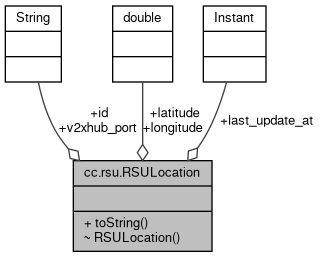 String
double
Instant
+id
+v2xhub_port
+latitude
+longitude
+last_update_at
cc.rsu.RSULocation
+ toString()
~ RSULocation()